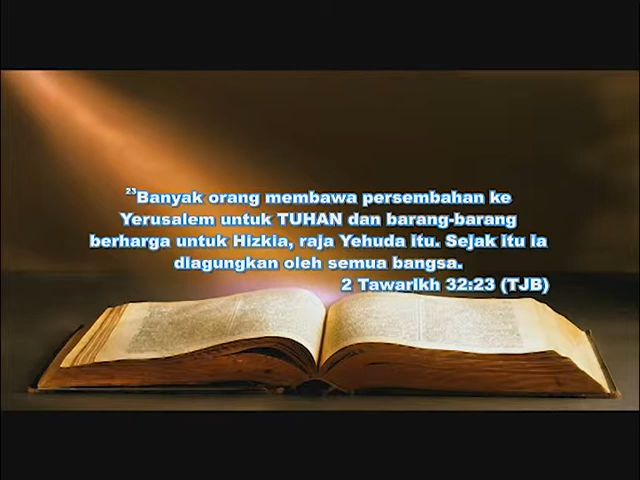 ²³Banyak orang membawa persembahan ke
Yerusalem untuk TUHAN dan barang-barang
berharga untuk Hizkia, raja Yehuda itu. Sejak itu ia
diagungkan oleh semua bangsa.
2 Tawarikh 32:23 (TJB)